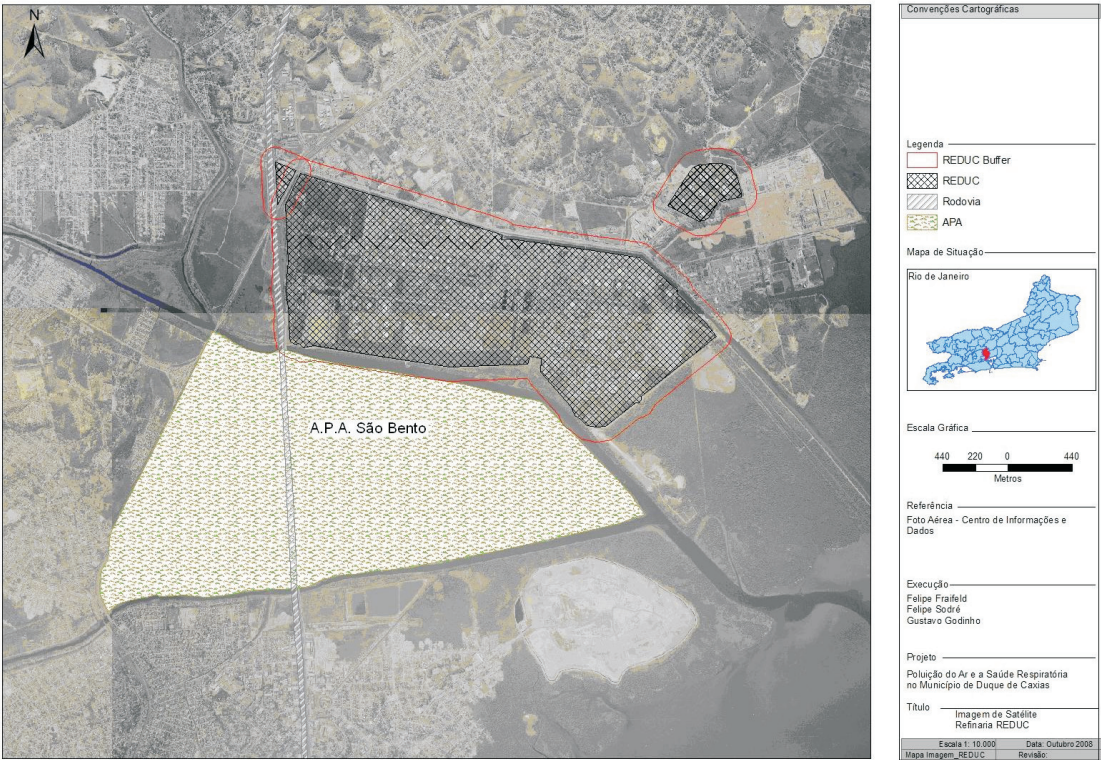 N
A.P.A. São Bento
Convenções Cartográficas
Legenda
REDUC Buffer
REDUC
Rodovia
APA
Mapa de Situação
Rio de Janeiro
Escala Gráfica
440 220 0 440
Metros
Referência
Foto Aérea - Centro de Informações e
Dados
Execução
Felipe Fraifeld
Felipe Sodré
Gustavo Godinho
Projeto
Poluição do Ar e a Saúde Respiratória
no Município de Duque de Caxias
Título
Imagem de Satélite
Refinaria REDUC
Escala 1: 10.000 Data: Outubro 2008
Mapa Imagem_REDUC Revisão: